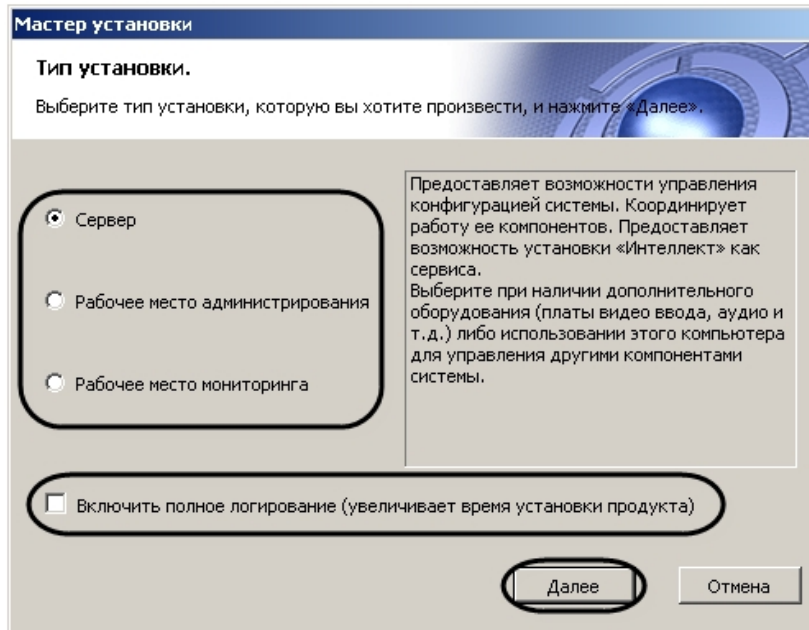 Мастер установки
Тип установки.
Выберите тип установки, которую вы хотите произвести, и нажмите «Далее».
Сервер
Рабочее место администрирования
Рабочее место мониторинга
Предоставляет возможности управления
конфигурацией системы. Координирует
работу ее компонентов. Предоставляет
возможность установки «Интеллект» как
сервиса.
Выберите при наличии дополнительного
оборудования (платы видео ввода, аудио и
т.д.) либо использовании этого компьютера
для управления другими компонентами
системы.
Включить полное логирование (увеличивает время установки продукта)
Далее
Отмена